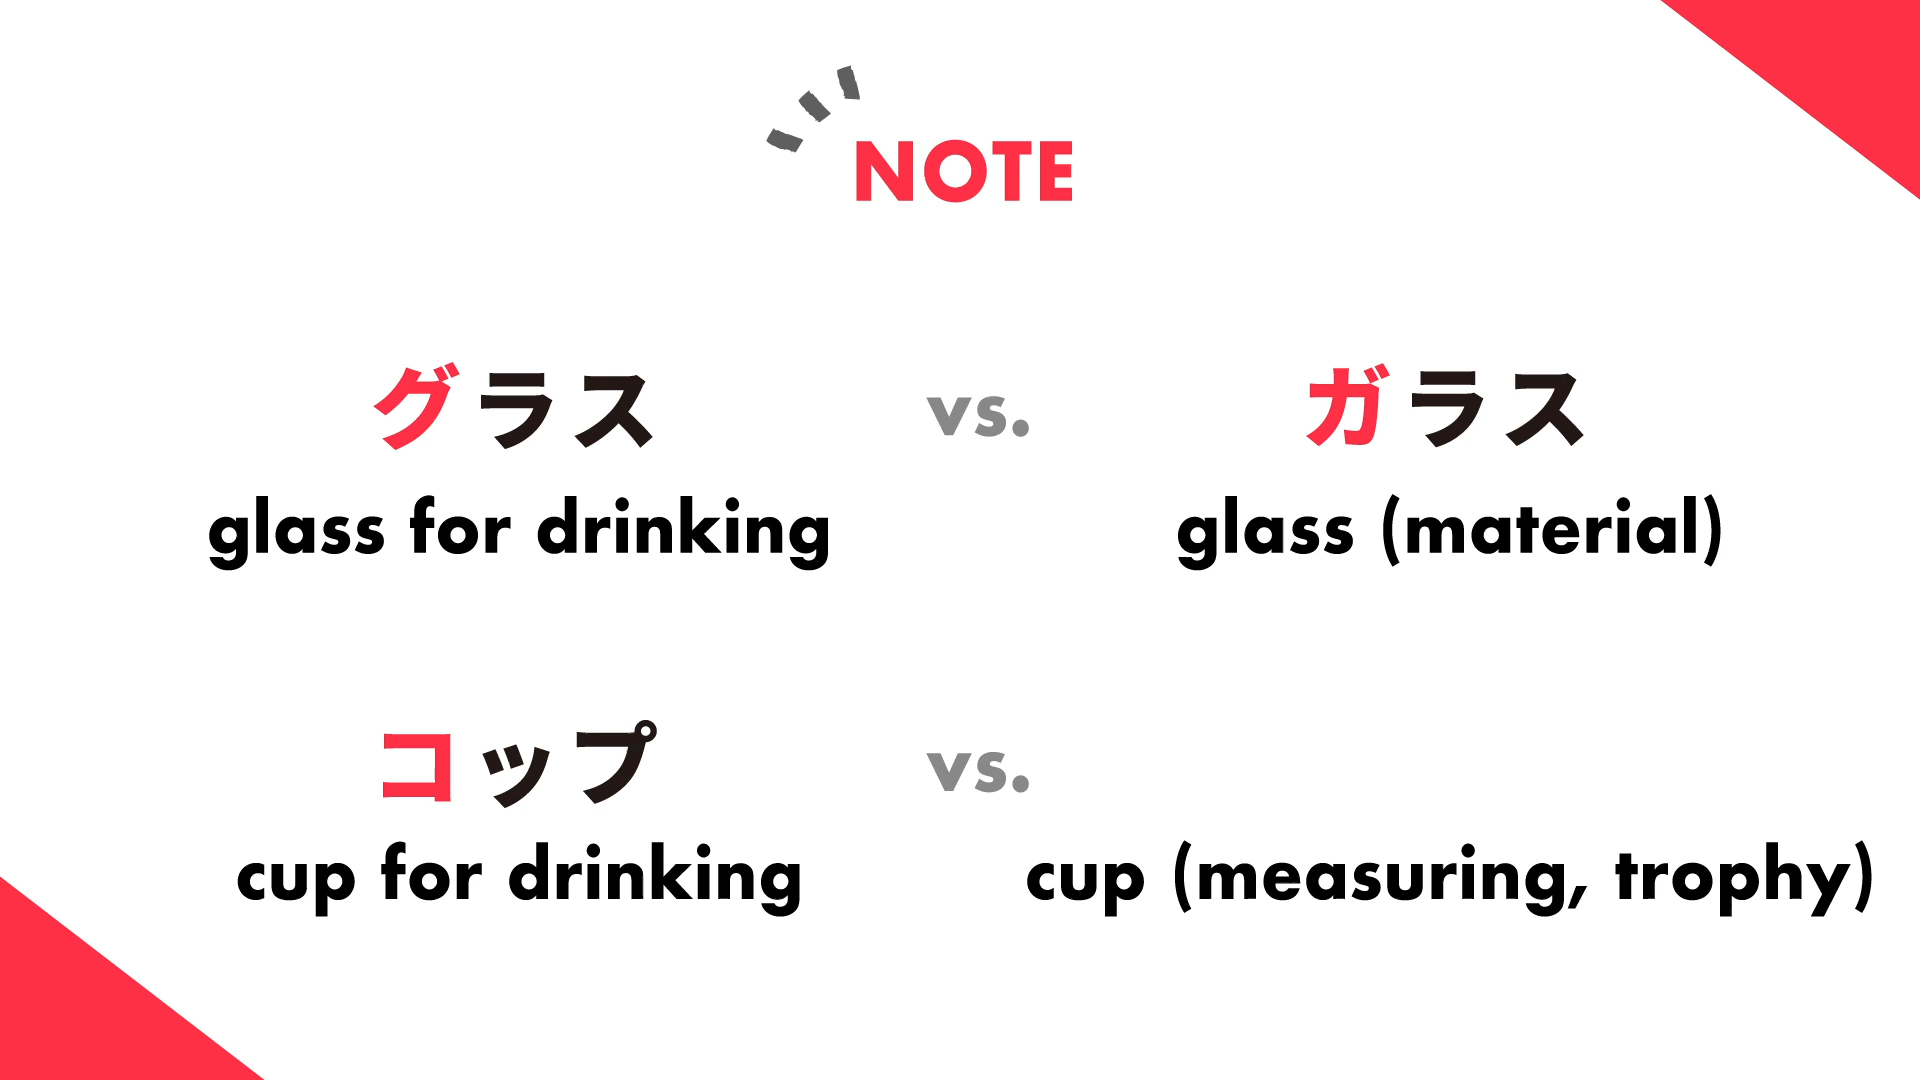 NOTE
グラス vs. ガラス
glass for drinking glass (material)
コップ vs.
cup for drinking cup (measuring, trophy)